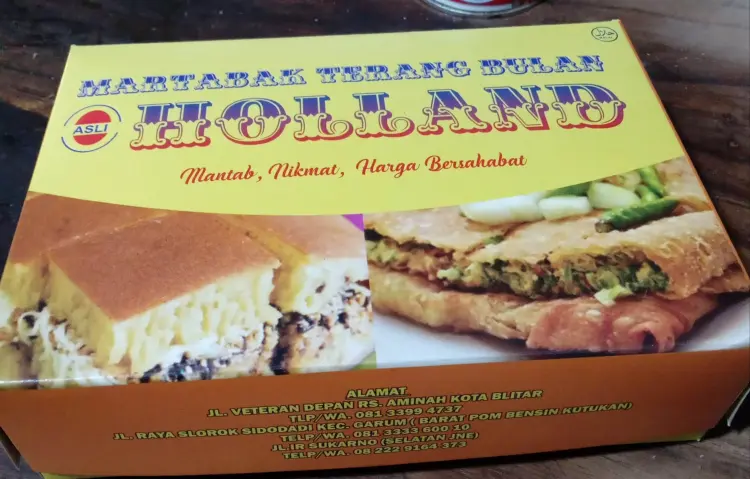 MARTABAK TERANG BULAN
ASLI
HOLLAND
Mantab, Nikmat, Harga Bersahabat
ALAMAT.
JL. VETERAN DEPAN RS. AMINAH KOTA BLITAR
TLP/WA. 081 3399 4737
JL. RAYA SLOROK SIDODADI KEC. GARUM ( BARAT POM BENSIN KUTUKAN)
TELP/WA. 081 3333 600 10
JL.IR SUKARNO (SELATAN JNE)
TELP/WA. 08 222 9164 373